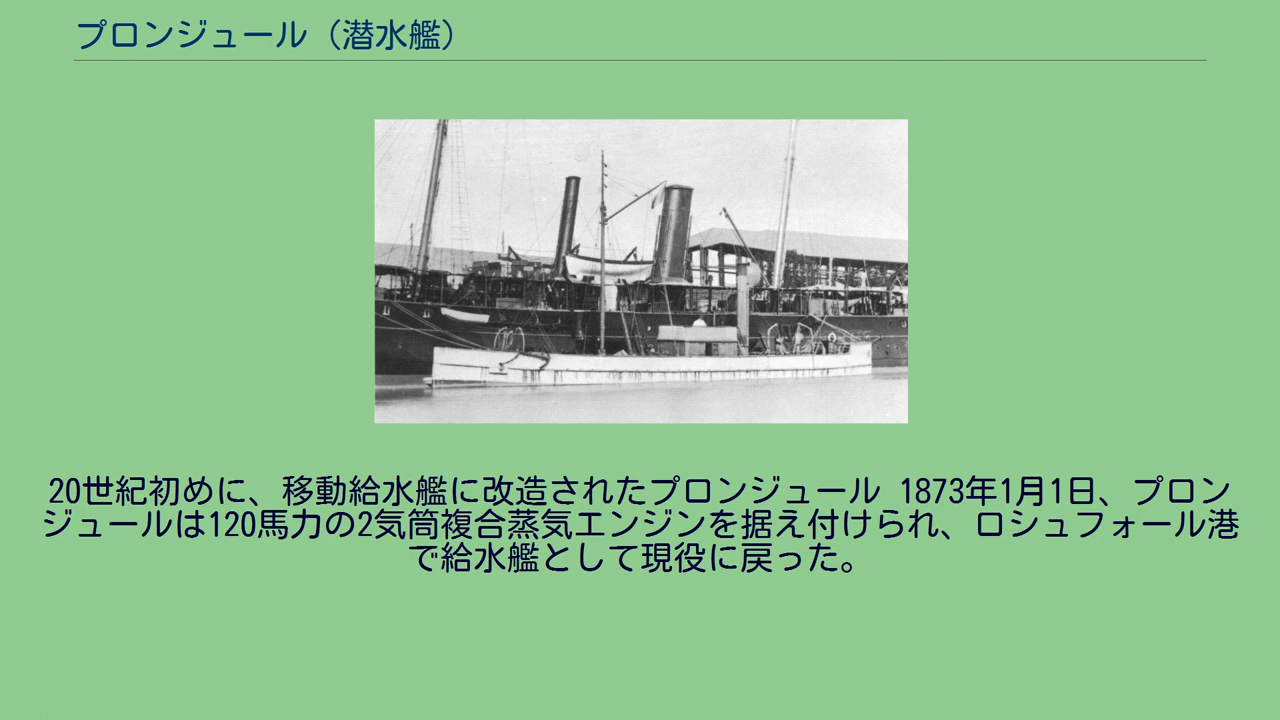 プロンジュール（潜水艦）
20世紀初めに、移動給水艦に改造されたプロンジュール 1873年1月1日、プロン
ジュールは120馬力の2気筒複合蒸気エンジンを据え付けられ、ロシュフォール港
で給水艦として現役に戻った。